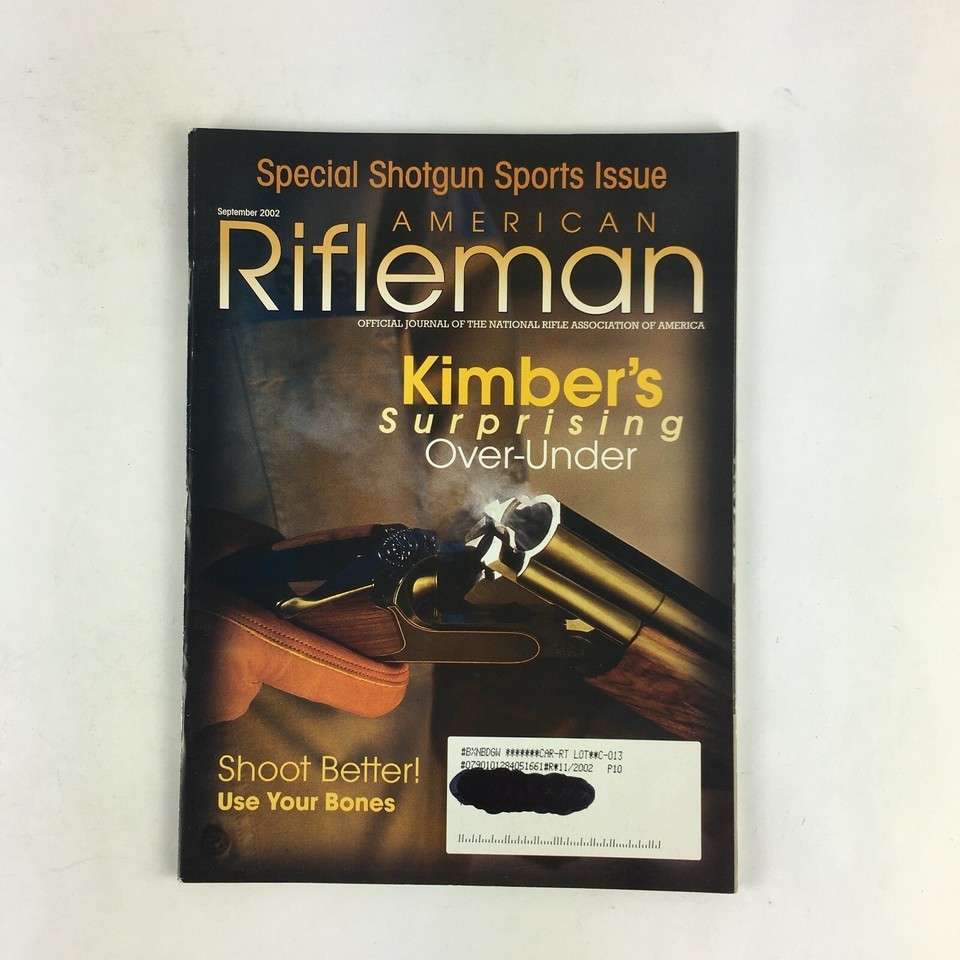 Special Shotgun Sports Issue
September 2002
AMERICAN
Rifleman
OFFICIAL JOURNAL OF THE NATIONAL RIFLE ASSOCIATION OF AMERICA
Kimber's
Surprising
Over-Under
Shoot Better!
Use Your Bones
#BXNBDGW *******CAR-RT LOT**C-013
#0790101284051661#R*11/2002 P10